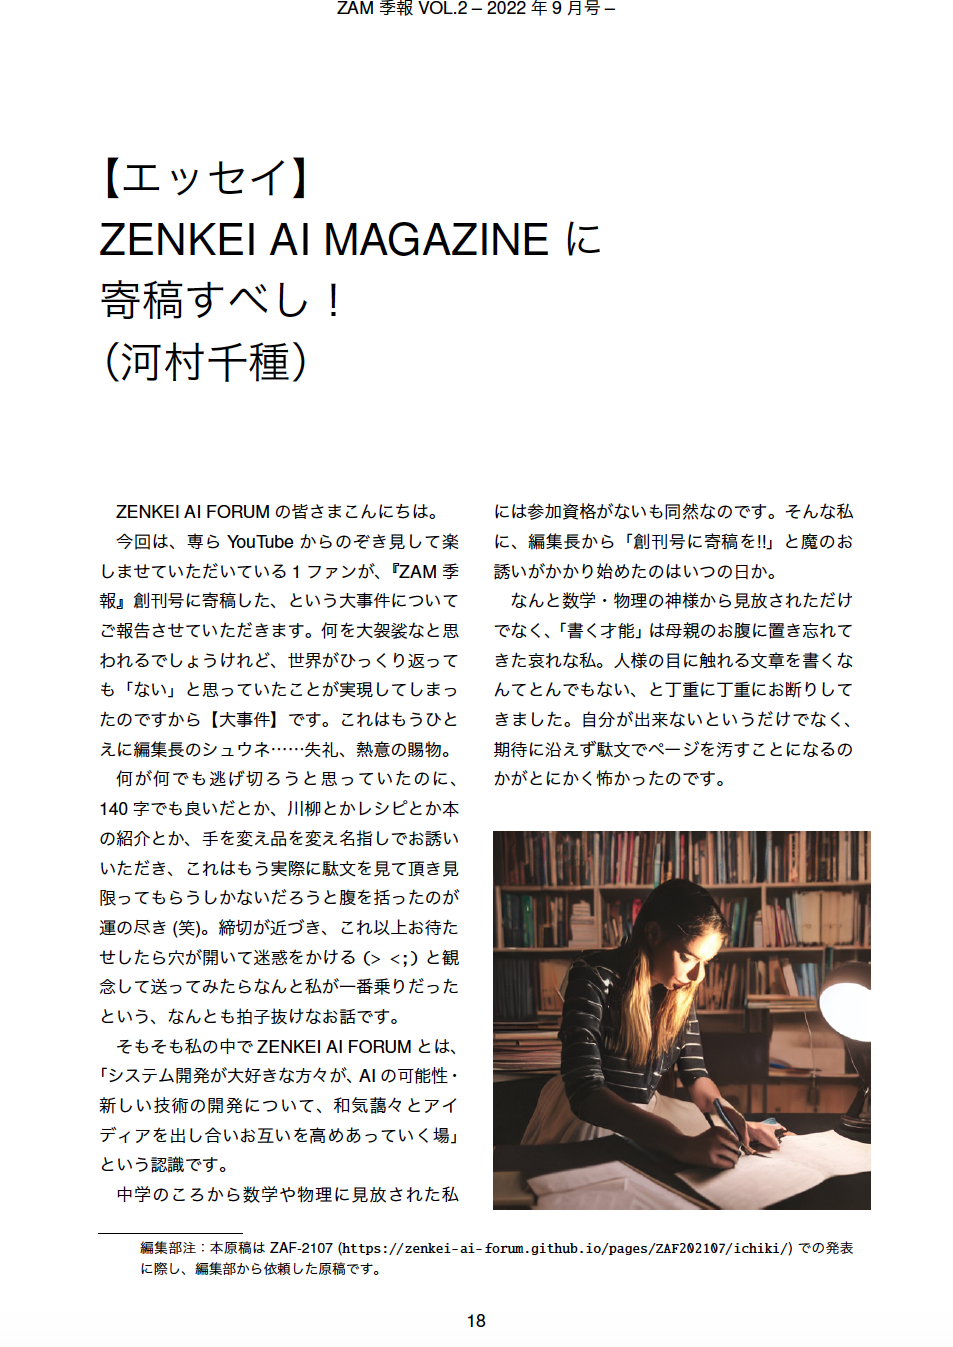 ZAM 季報 VOL.2 – 2022 年 9 月号 –
【エッセイ】
ZENKEI AI MAGAZINE に
寄稿すべし！
（河村千種）
ZENKEI AI FORUM の皆さまこんにちは。
今回は、専ら YouTube からのぞき見して楽
しませていただいている 1 ファンが、『ZAM 季
報』創刊号に寄稿した、という大事件について
ご報告させていただきます。何を大袈裟なと思
われるでしょうけれど、世界がひっくり返って
も「ない」と思っていたことが実現してしまっ
たのですから【大事件】です。これはもうひと
えに編集長のシュウネ……失礼、熱意の賜物。
何が何でも逃げ切ろうと思っていたのに、
140 字でも良いだとか、川柳とかレシピとか本
の紹介とか、手を変え品を変え名指しでお誘い
いただき、これはもう実際に駄文を見て頂き見
限ってもらうしかないだろうと腹を括ったのが
運の尽き (笑)。締切が近づき、これ以上お待た
せしたら穴が開いて迷惑をかける (> <;) と観
念して送ってみたらなんと私が一番乗りだった
という、なんとも拍子抜けなお話です。
そもそも私の中で ZENKEI AI FORUM とは、
「システム開発が大好きな方々が、AI の可能性・
新しい技術の開発について、和気藹々とアイ
ディアを出し合いお互いを高めあっていく場」
という認識です。
中学のころから数学や物理に見放された私
には参加資格がないも同然なのです。そんな私
に、編集長から「創刊号に寄稿を!!」と魔のお
誘いがかかり始めたのはいつの日か。
なんと数学・物理の神様から見放されただけ
でなく、「書く才能」は母親のお腹に置き忘れて
きた哀れな私。人様の目に触れる文章を書くな
んてとんでもない、と丁重に丁重にお断りして
きました。自分が出来ないというだけでなく、
期待に沿えず駄文でページを汚すことになるの
かがとにかく怖かったのです。
編集部注：本原稿は ZAF-2107 (https://zenkei-ai-forum.github.io/pages/ZAF202107/ichiki/) での発表
に際し、編集部から依頼した原稿です。
18